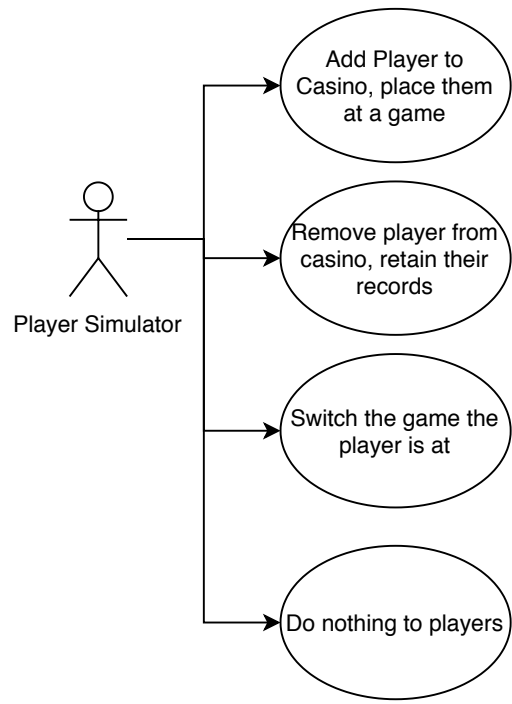 Add Player to
Casino, place them
at a game
Remove player from
casino, retain their
records
Player Simulator
Switch the game the
player is at
Do nothing to players